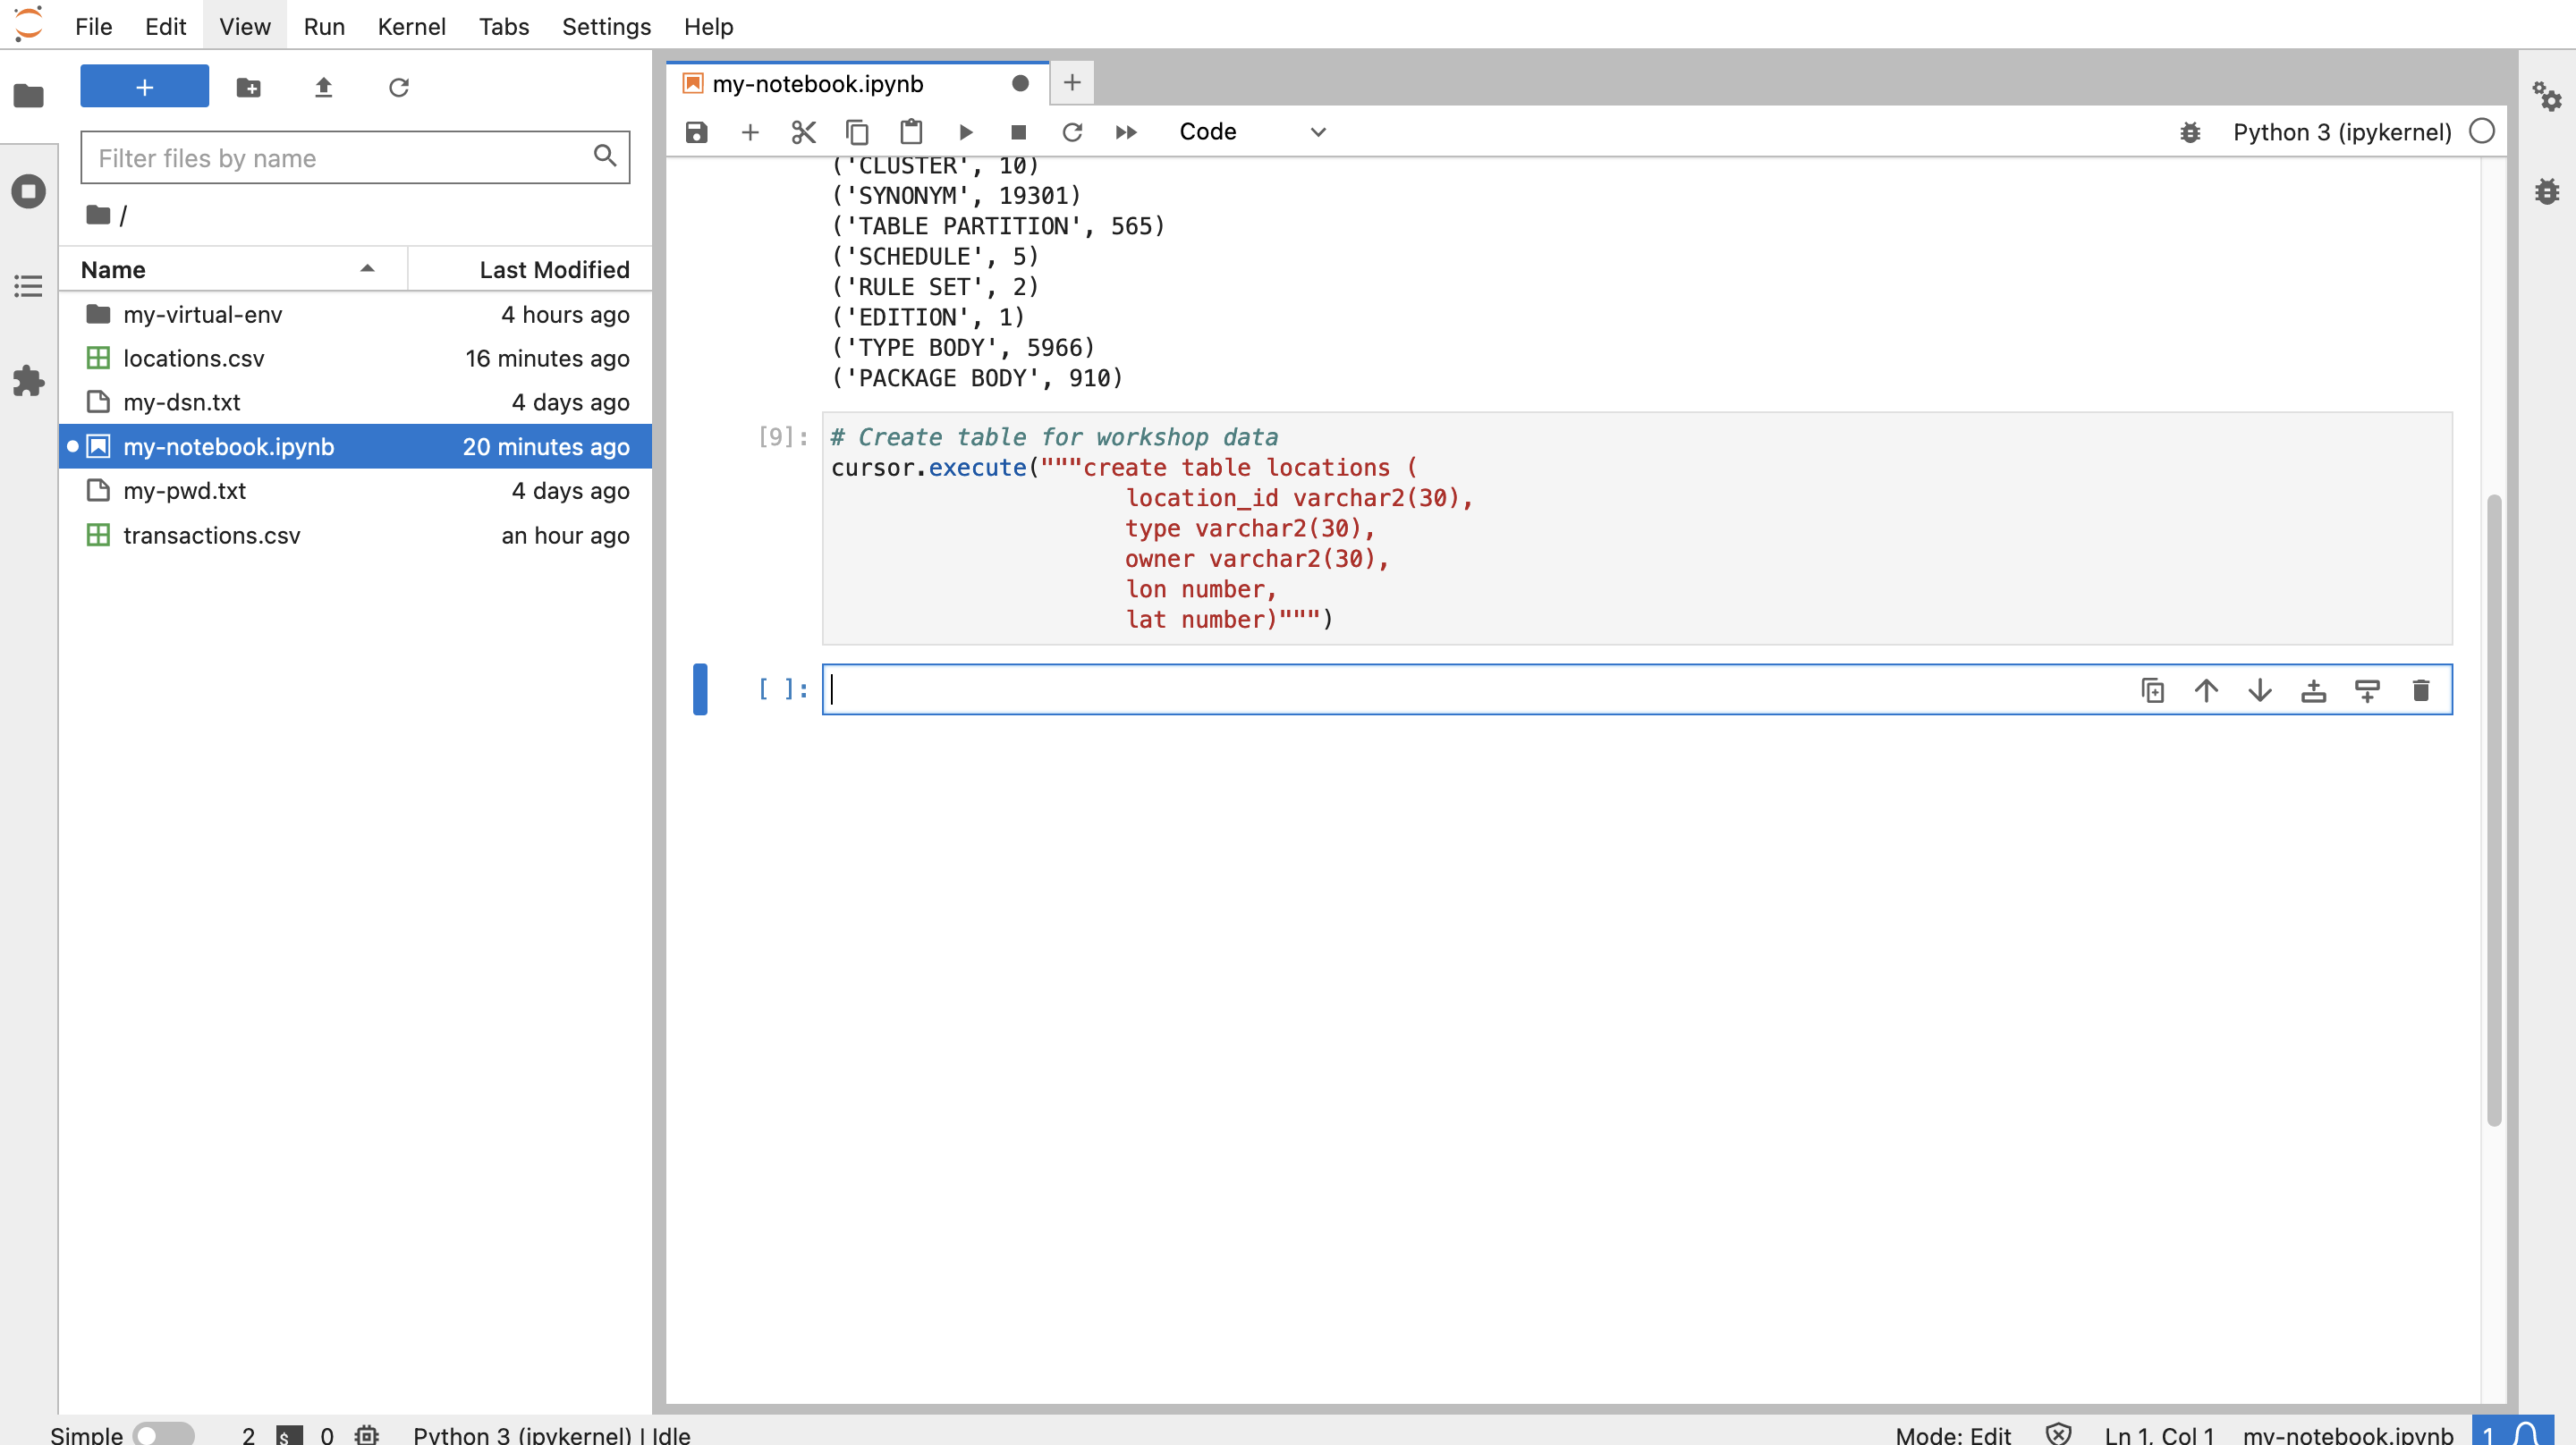 File Edit View Run Kernel Tabs Settings Help
Filter files by name
/
Name Last Modified
my-virtual-env 4 hours ago
locations.csv 16 minutes ago
my-dsn.txt 4 days ago
my-notebook.ipynb 20 minutes ago
my-pwd.txt 4 days ago
transactions.csv an hour ago
my-notebook.ipynb
Code
Python 3 (ipykernel)
('CLUSTER', 10)
('SYNONYM', 19301)
('TABLE PARTITION', 565)
('SCHEDULE', 5)
('RULE SET', 2)
('EDITION', 1)
('TYPE BODY', 5966)
('PACKAGE BODY', 910)
[9]: # Create table for workshop data
cursor.execute("""create table locations (
location_id varchar2(30),
type varchar2(30),
owner varchar2(30),
lon number,
lat number)""")
[ ]:
Simple 2 $ 0 Python 3 (ipykernel) | Idle
Mode: Edit Ln 1, Col 1 my-notebook.ipynb 1